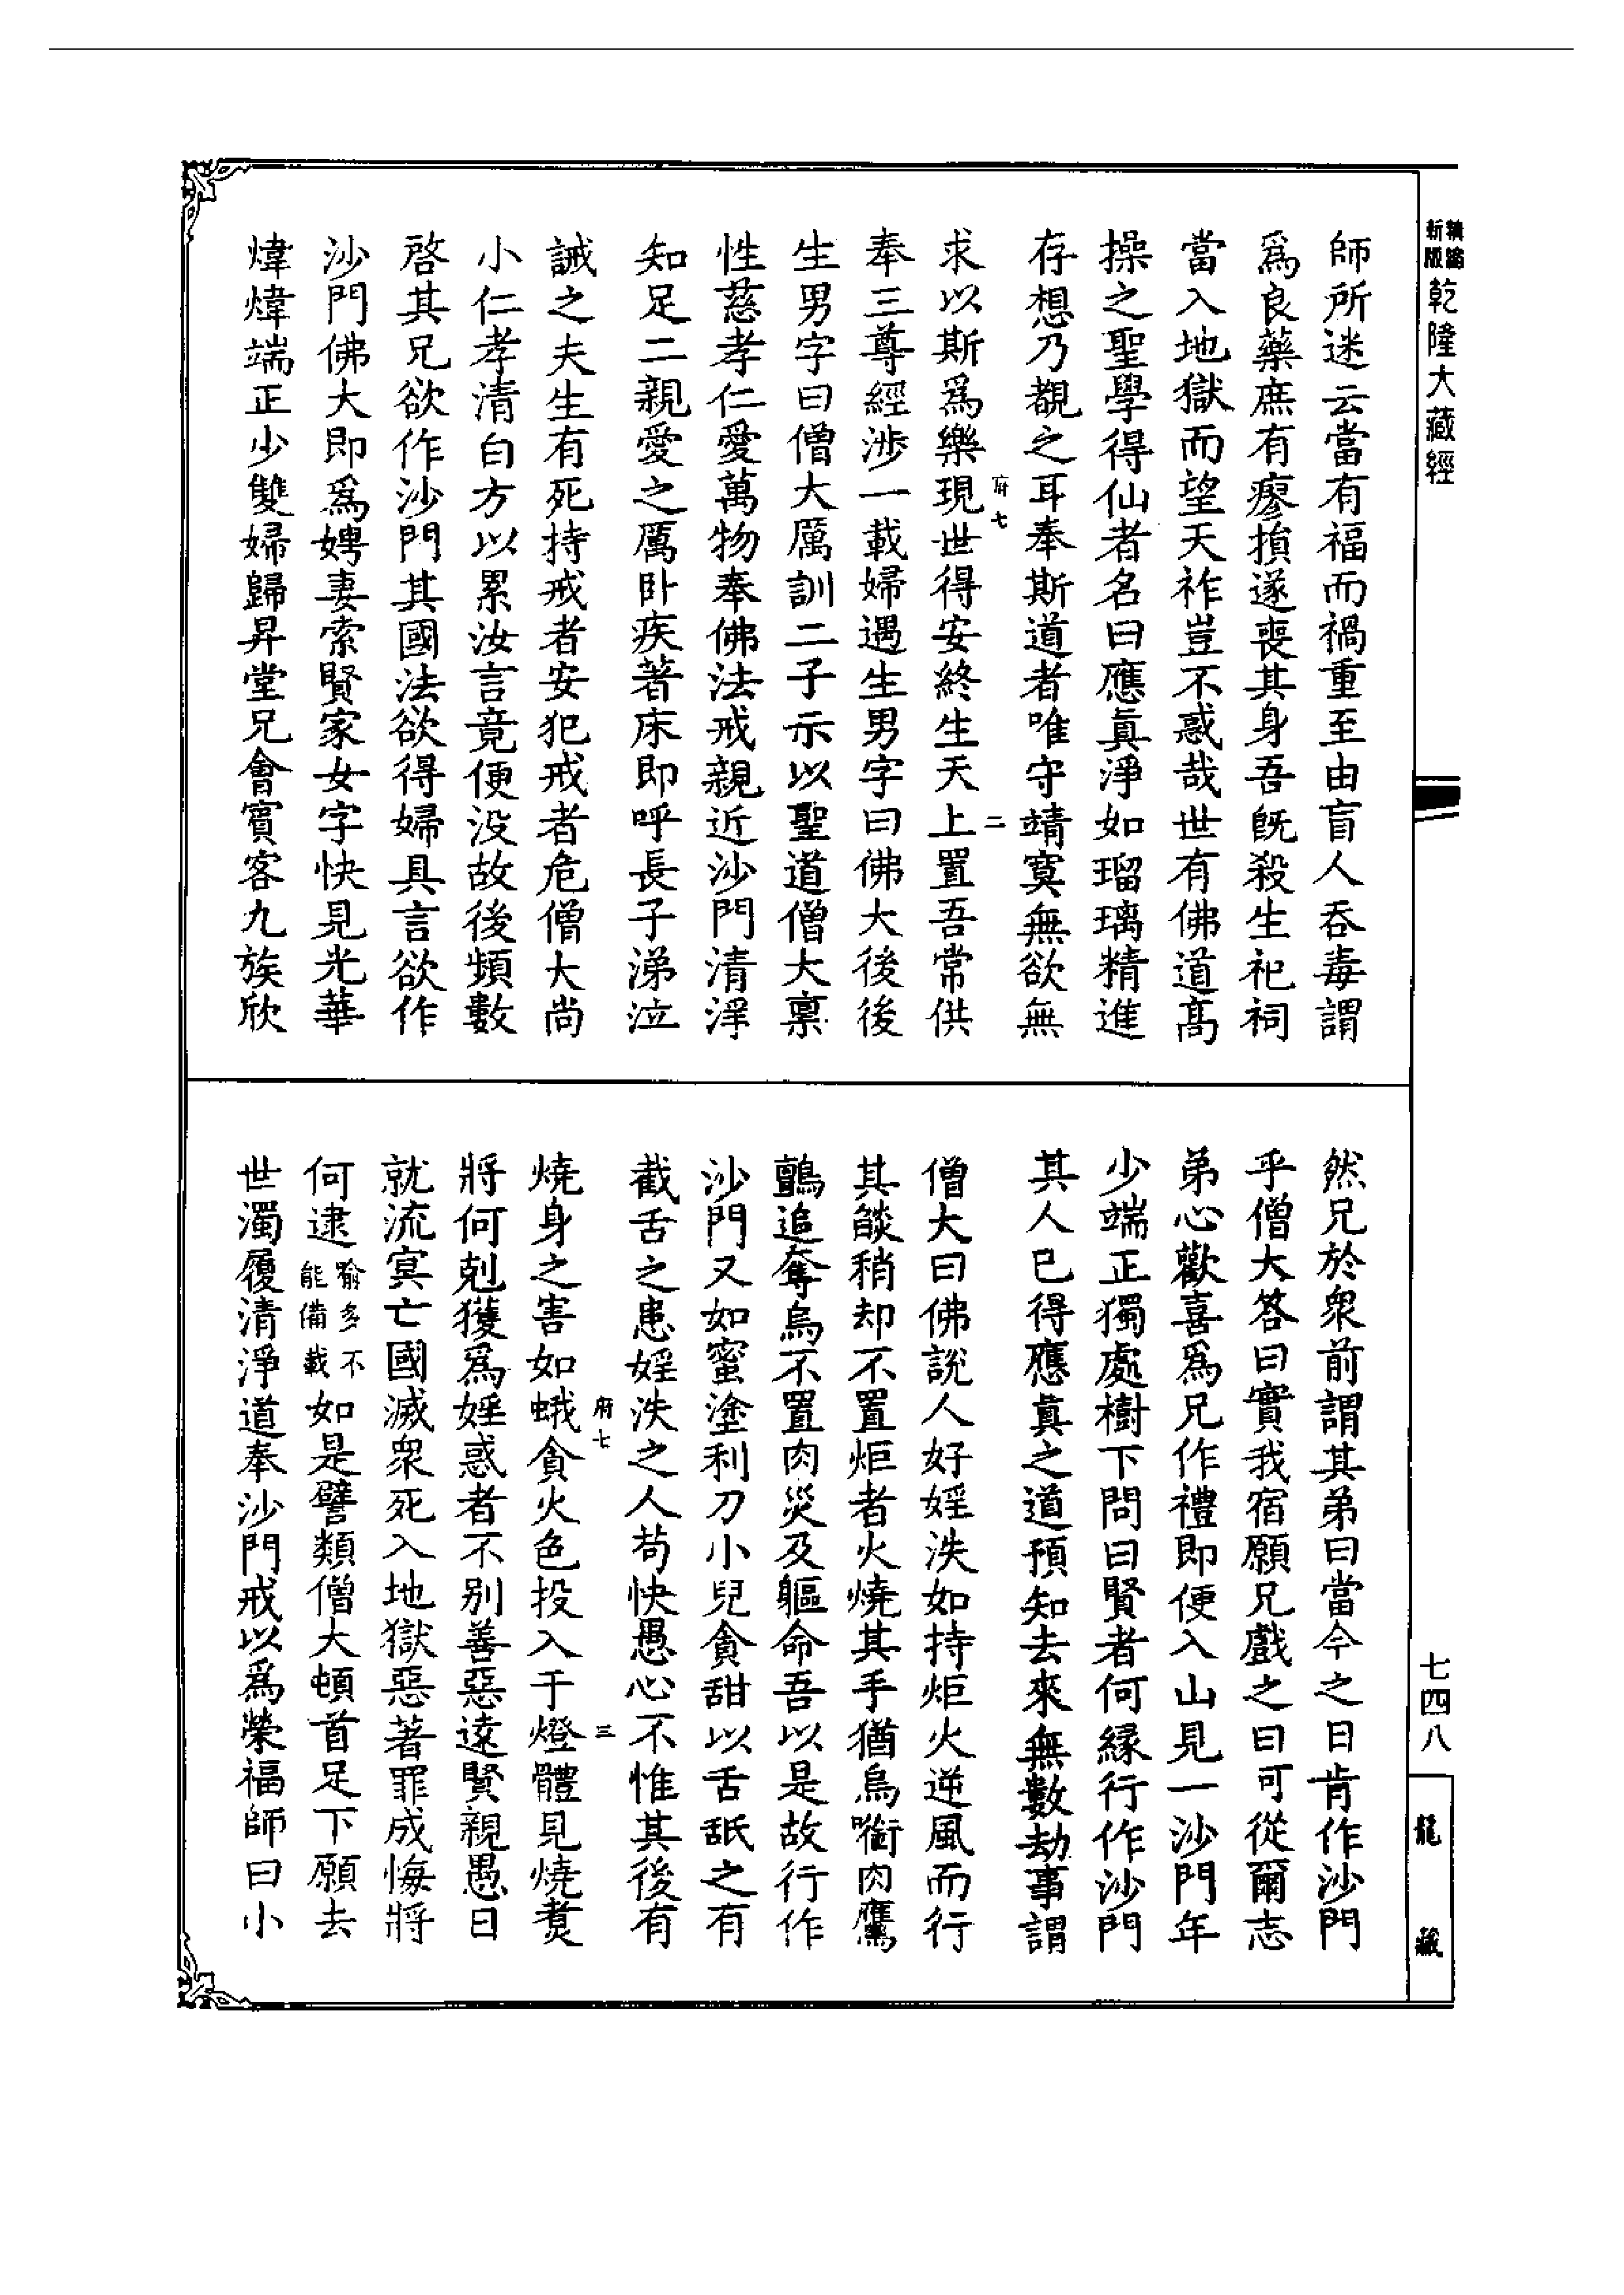 精縮
新版
乾隆大藏經
師所迷云當有福而禍重至由盲人吞毒謂
爲良藥庶有瘳損遂喪其身吾旣殺生祀祠
當入地獄而望天祚豈不惑哉世有佛道高
操之聖學得仙者名曰應眞淨如瑠璃精進
存想乃覩之耳奉斯道者唯守靖寞無欲無
府七
二
求以斯爲樂現世得安終生天上置吾常供
奉三尊經涉一載婦遇生男字曰佛大後後
生男字曰僧大厲訓二子示以聖道僧大禀
性慈孝仁愛萬物奉佛法戒親近沙門清淨
知足二親愛之厲卧疾著床即呼長子涕泣
誡之夫生有死持戒者安犯戒者危僧大尚
小仁孝清白方以累汝言竟便没故後頻數
啓其兄欲作沙門其國法欲得婦具言欲作
沙門佛大即爲娉妻索賢家女字快見光華
煒煒端正少雙婦歸昇堂兄會賓客九族欣
然兄於衆前謂其弟曰當今之日肯作沙門
乎僧大答曰實我宿願兄戲之曰可從爾志
弟心歡喜爲兄作禮即便入山見一沙門年
少端正獨處樹下問曰賢者何縁行作沙門
其人已得應眞之道預知去來無數劫事謂
僧大曰佛說人好婬泆如持炬火逆風而行
其燄稍却不置炬者火燒其手猶烏嗡肉鷹
鸇追奪烏不置肉災及軀命吾以是故行作
沙門又如蜜塗利刀小兒貪甜以舌舐之有
截舌之患婬泆之人苟快愚心不惟其後有
府七
三
燒身之害如蛾貪火色投入于燈體見燒煑
將何剋獲爲婬惑者不别善惡遠賢親愚日
就流冥亡國滅衆死入地獄惡著罪成悔將
何逮喻多不能備載如是譬類僧大頓首足下願去
世濁履清淨道奉沙門戒以爲榮福師曰小
七四八
龍藏